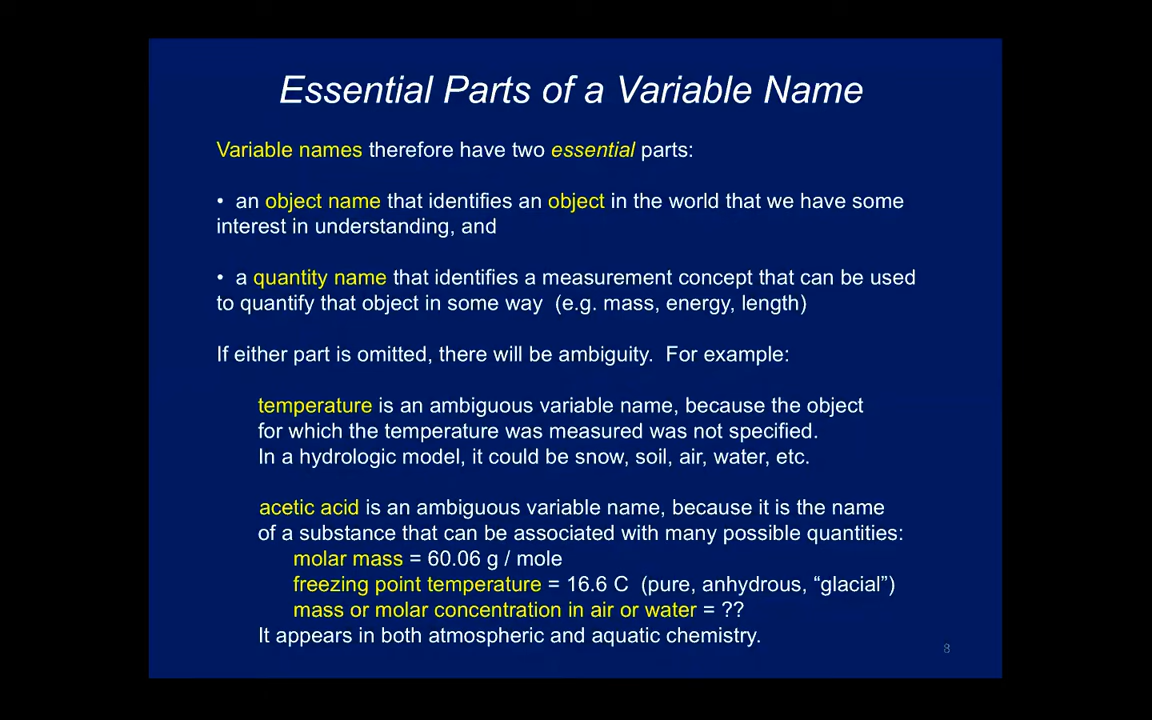 Essential Parts of a Variable Name
Variable names therefore have two essential parts:
• an object name that identifies an object in the world that we have some
interest in understanding, and
• a quantity name that identifies a measurement concept that can be used
to quantify that object in some way (e.g. mass, energy, length)
If either part is omitted, there will be ambiguity. For example:
temperature is an ambiguous variable name, because the object
for which the temperature was measured was not specified.
In a hydrologic model, it could be snow, soil, air, water, etc.
acetic acid is an ambiguous variable name, because it is the name
of a substance that can be associated with many possible quantities:
molar mass = 60.06 g / mole
freezing point temperature = 16.6 C (pure, anhydrous, “glacial”)
mass or molar concentration in air or water = ??
It appears in both atmospheric and aquatic chemistry.
8